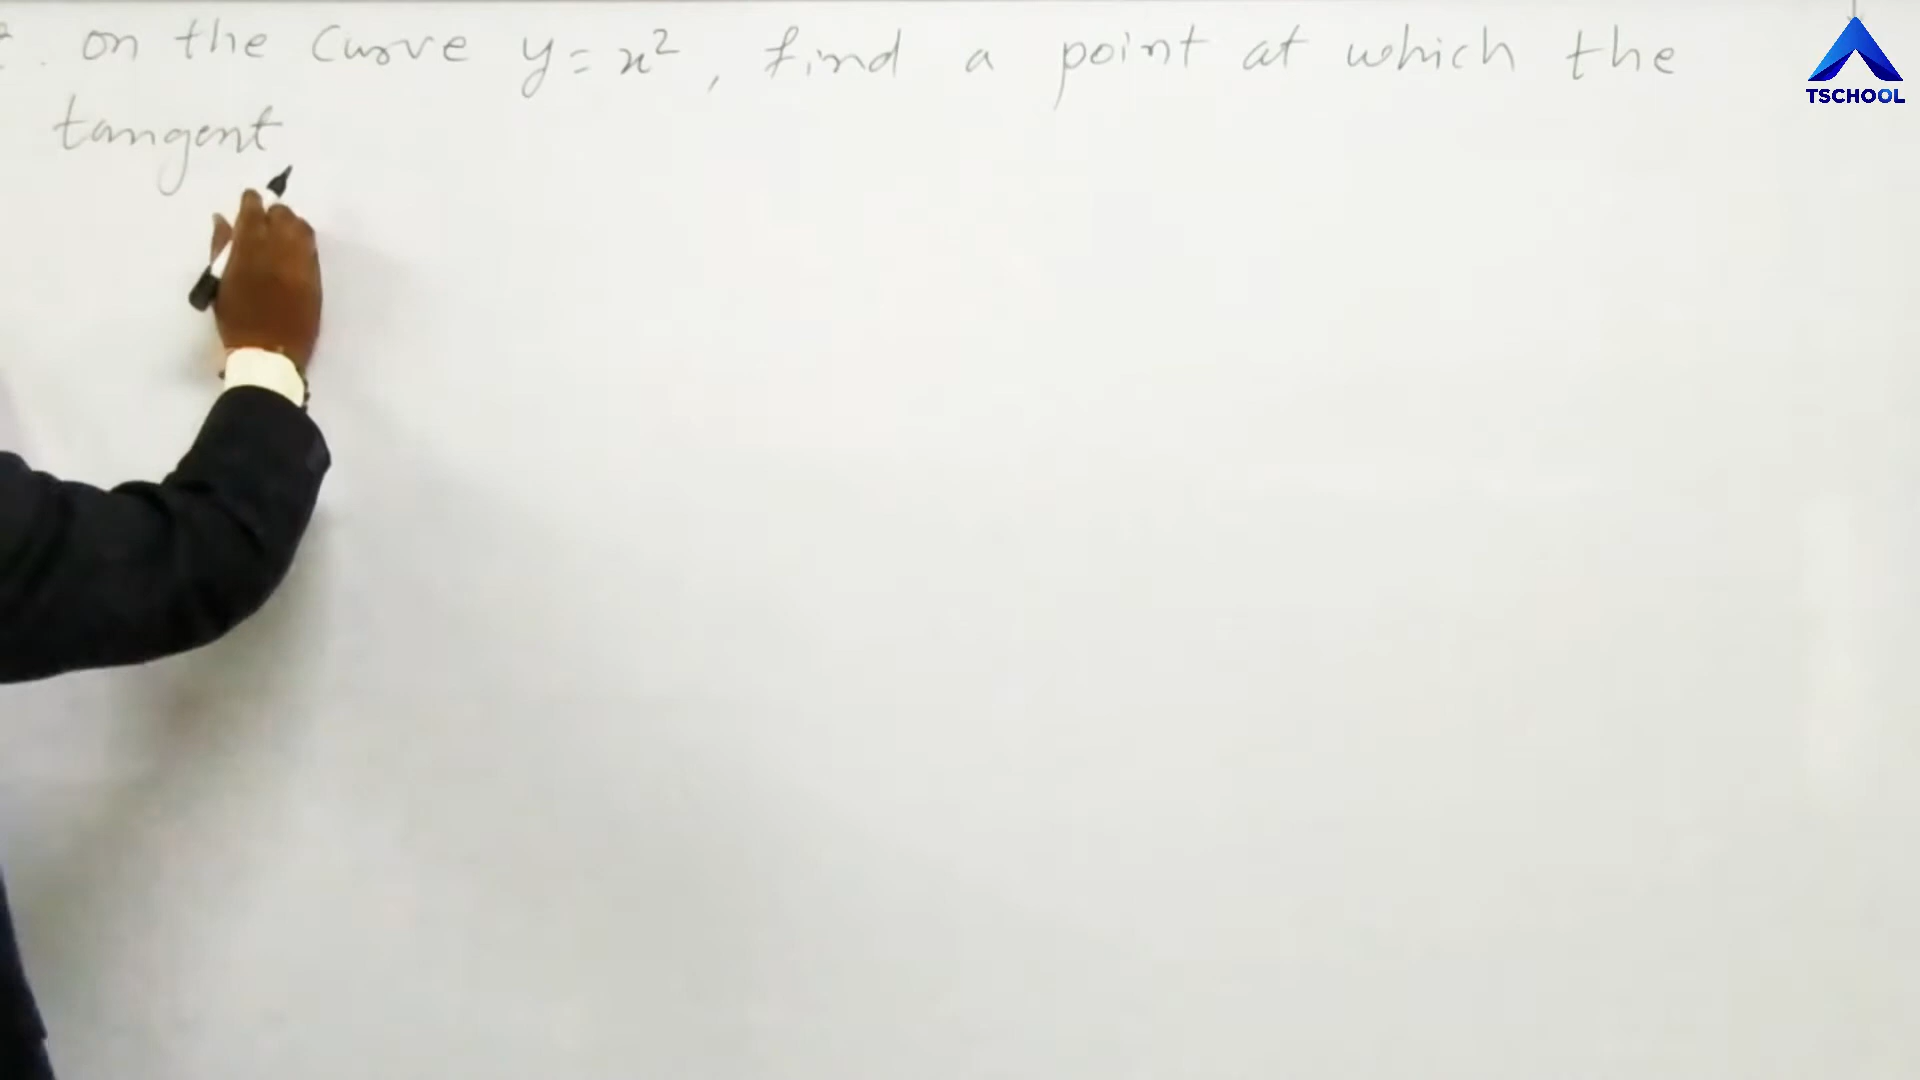 . on the curve y = x², find a point at which the
tangent
TSCHOOL